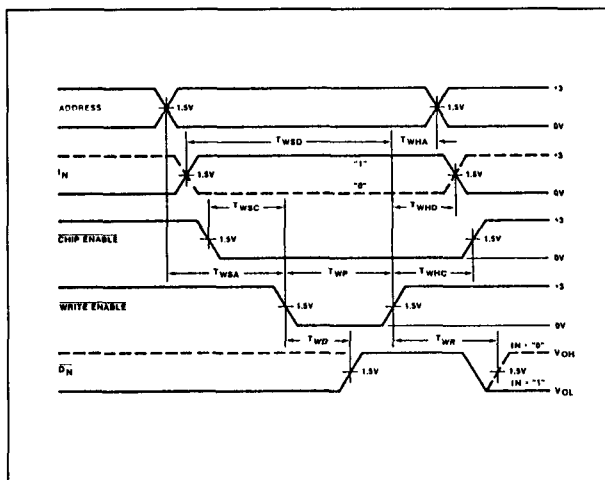 +3
ADDRESS
1.5V
1.5V
0V
TWSD
TWHA
+3
IN
1.5V
"1"
"0"
1.5V
0V
TWSC
TWHD
+3
CHIP ENABLE
1.5V
1.5V
0V
TWSA
TWP
TWHC
+3
WRITE ENABLE
1.5V
1.5V
0V
TWD
TWR
IN = "0"
VOH
DN
1.5V
1.5V
IN = "1"
VOL